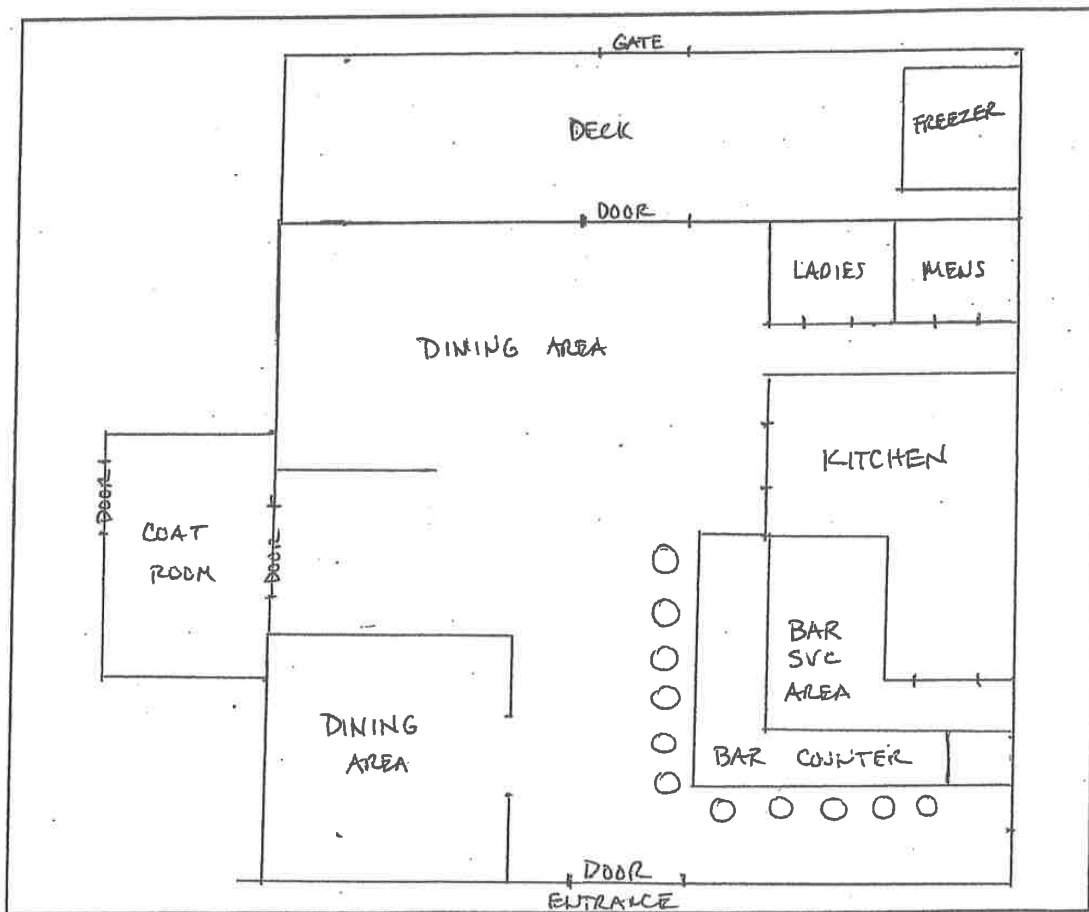 GATE
DECK
FREEZER
DOOR
LADIES
MENS
DINING AREA
KITCHEN
DOOR
COAT
ROOM
DOOR
BAR
SVC
AREA
DINING
AREA
BAR COUNTER
DOOR
ENTRANCE